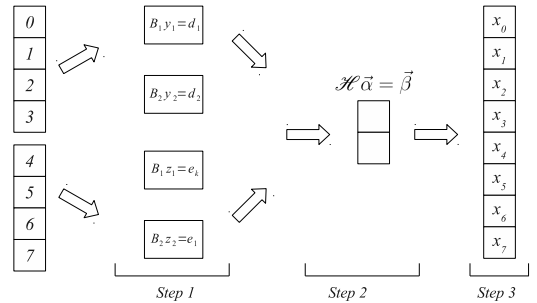 0
1
2
3
4
5
6
7
B₁y₁=d₁
B₂y₂=d₂
B₁z₁=eₖ
B₂z₂=e₁
ℋα⃗ = β⃗
x₀
x₁
x₂
x₃
x₄
x₅
x₆
x₇
Step 1
Step 2
Step 3